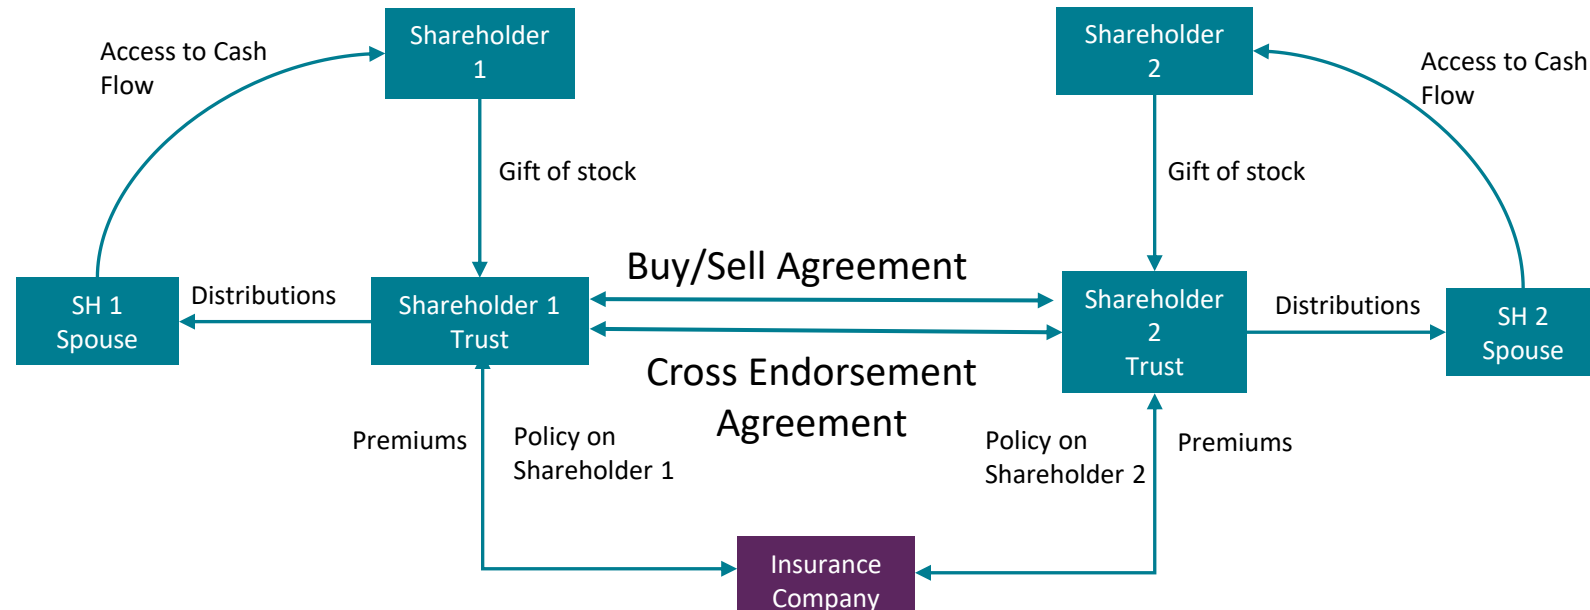 Shareholder
1
Shareholder
2
Access to Cash
Flow
Access to Cash
Flow
Gift of stock
Gift of stock
Buy/Sell Agreement
SH 1
Spouse
Distributions
Shareholder 1
Trust
Shareholder
2
Trust
Distributions
SH 2
Spouse
Cross Endorsement
Agreement
Premiums
Policy on
Shareholder 1
Policy on
Shareholder 2
Premiums
Insurance
Company